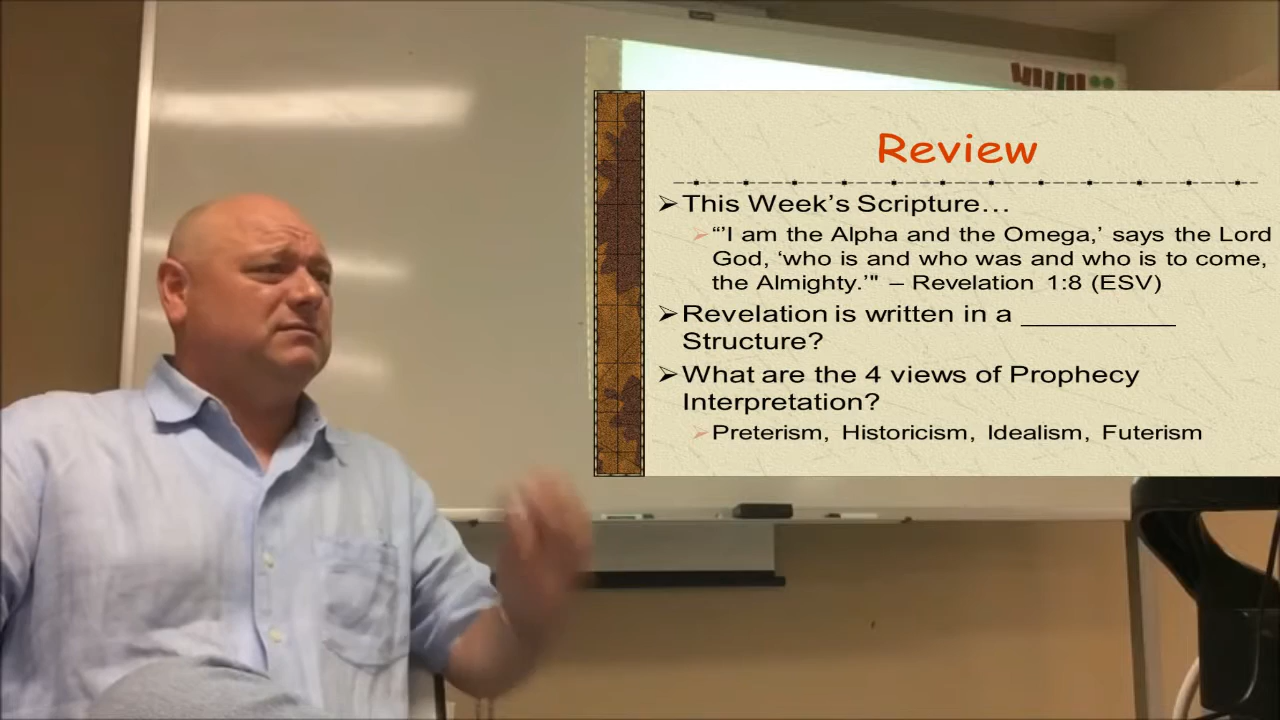 Review
This Week's Scripture…
"'I am the Alpha and the Omega,' says the Lord
God, 'who is and who was and who is to come,
the Almighty.'" – Revelation 1:8 (ESV)
Revelation is written in a __________
Structure?
What are the 4 views of Prophecy
Interpretation?
Preterism, Historicism, Idealism, Futerism